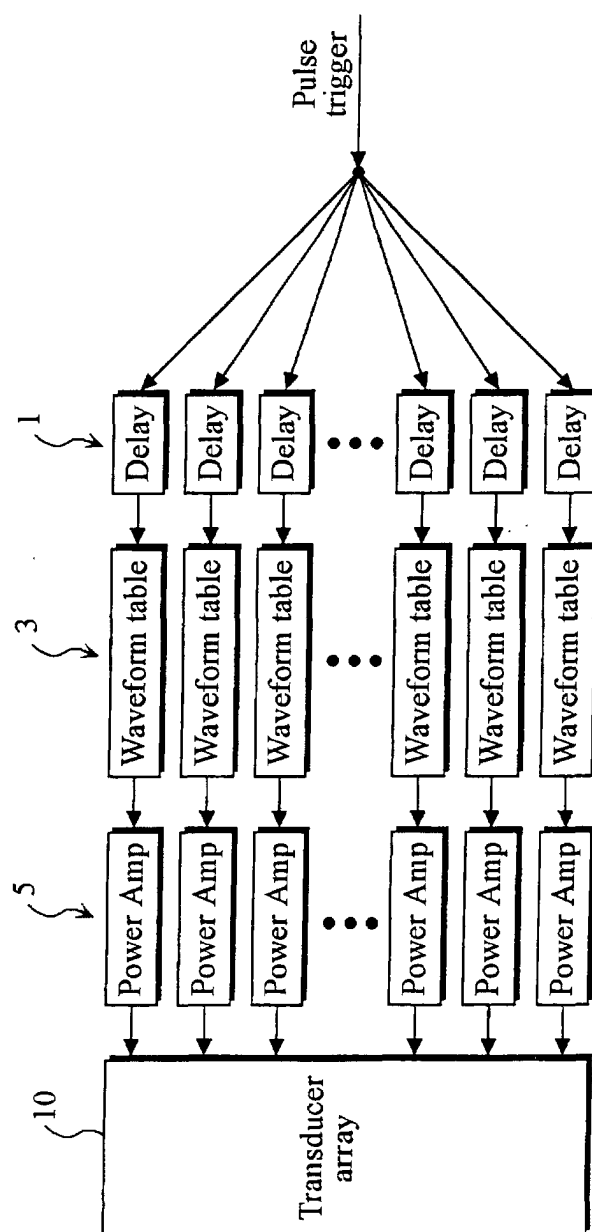 Pulse
trigger
1
Delay
Delay
Delay
Delay
Delay
Delay
3
Waveform table
Waveform table
Waveform table
Waveform table
Waveform table
Waveform table
5
Power Amp
Power Amp
Power Amp
Power Amp
Power Amp
Power Amp
10
Transducer
array